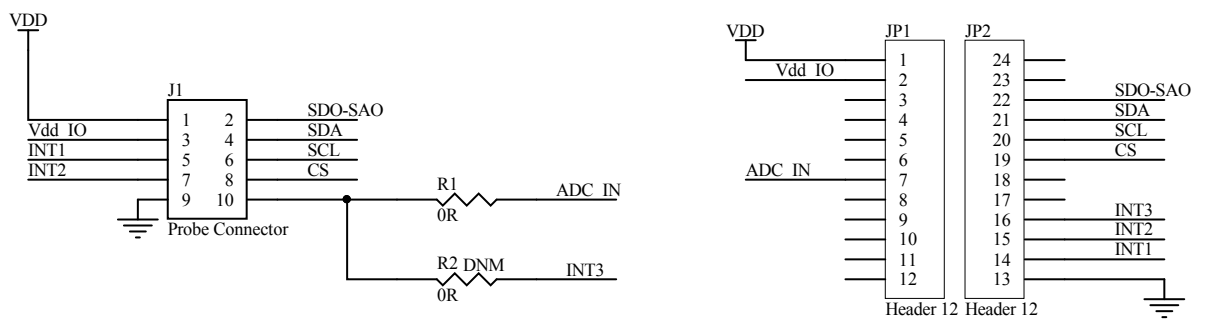 VDD
J1
1 2 SDO-SAO
Vdd_IO 3 4 SDA
INT1 5 6 SCL
INT2 7 8 CS
9 10
Probe Connector
R1
0R
ADC_IN
R2 DNM
0R
INT3
VDD
Vdd_IO
ADC_IN
JP1
1
2
3
4
5
6
7
8
9
10
11
12
Header 12
JP2
24
23
22 SDO-SAO
21 SDA
20 SCL
19 CS
18
17
16 INT3
15 INT2
14 INT1
13
Header 12